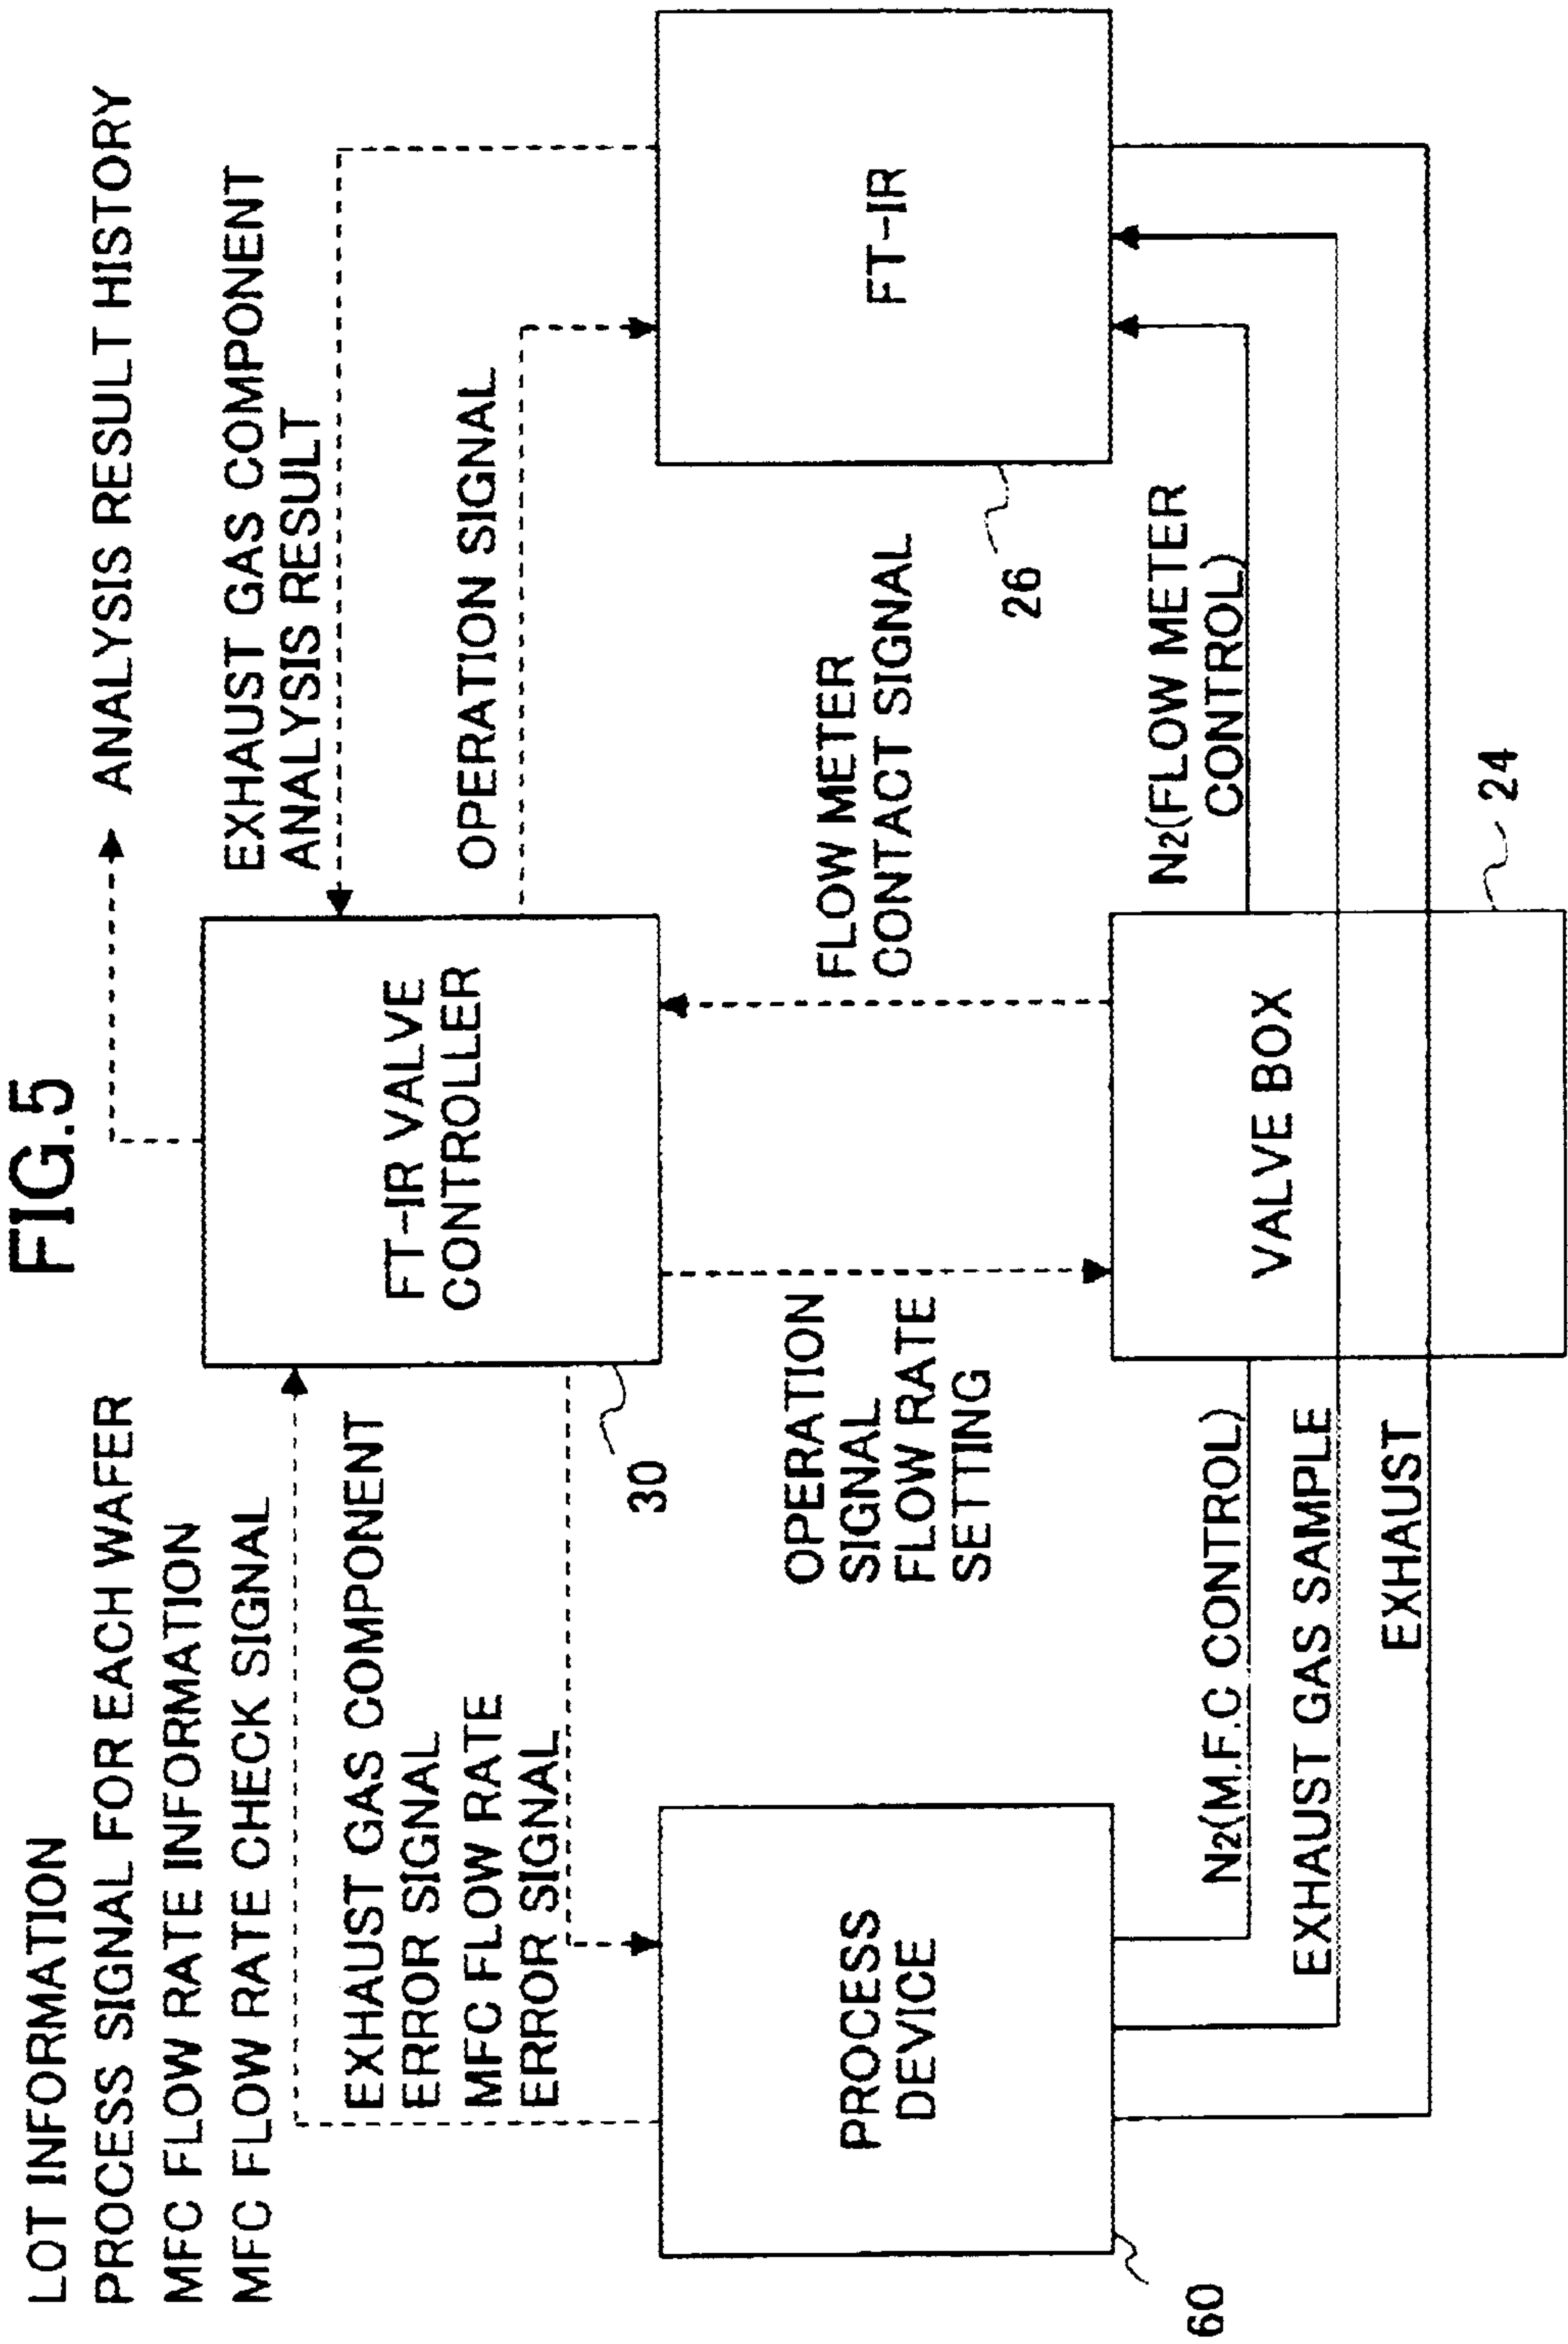 FIG.5
LOT INFORMATION
PROCESS SIGNAL FOR EACH WAFER
MFC FLOW RATE INFORMATION
MFC FLOW RATE CHECK SIGNAL
ANALYSIS RESULT HISTORY
EXHAUST GAS COMPONENT
ANALYSIS RESULT
FT-IR VALVE
CONTROLLER
30
OPERATION SIGNAL
EXHAUST GAS COMPONENT
ERROR SIGNAL
MFC FLOW RATE
ERROR SIGNAL
OPERATION
SIGNAL
FLOW RATE
SETTING
FLOW METER
CONTACT SIGNAL
PROCESS
DEVICE
60
FT-IR
26
N2(M.F.C CONTROL)
EXHAUST GAS SAMPLE
EXHAUST
VALVE BOX
24
N2(FLOW METER
CONTROL)